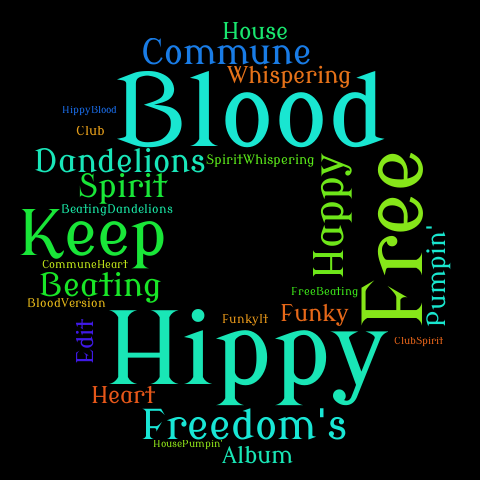 House
Commune
Whispering
Blood
HippyBlood
Club
Dandelions
SpiritWhispering
Spirit
Happy
Free
BeatingDandelions
Keep
Pumpin'
CommuneHeart
Beating
FreeBeating
BloodVersion
FunkyIt
Funky
Edit
Hippy
ClubSpirit
Heart
Freedom's
HousePumpin'
Album